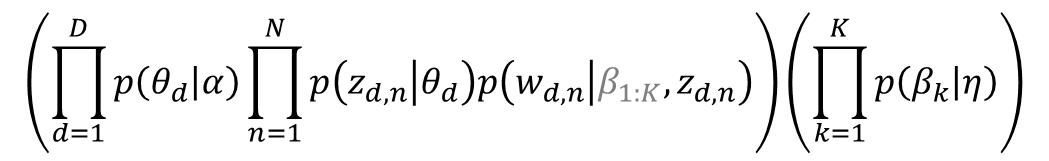 (∏_{d=1}^{D} p(θ_d|α) ∏_{n=1}^{N} p(z_{d,n}|θ_d)p(w_{d,n}|β_{1:K}, z_{d,n})) (∏_{k=1}^{K} p(β_k|η))